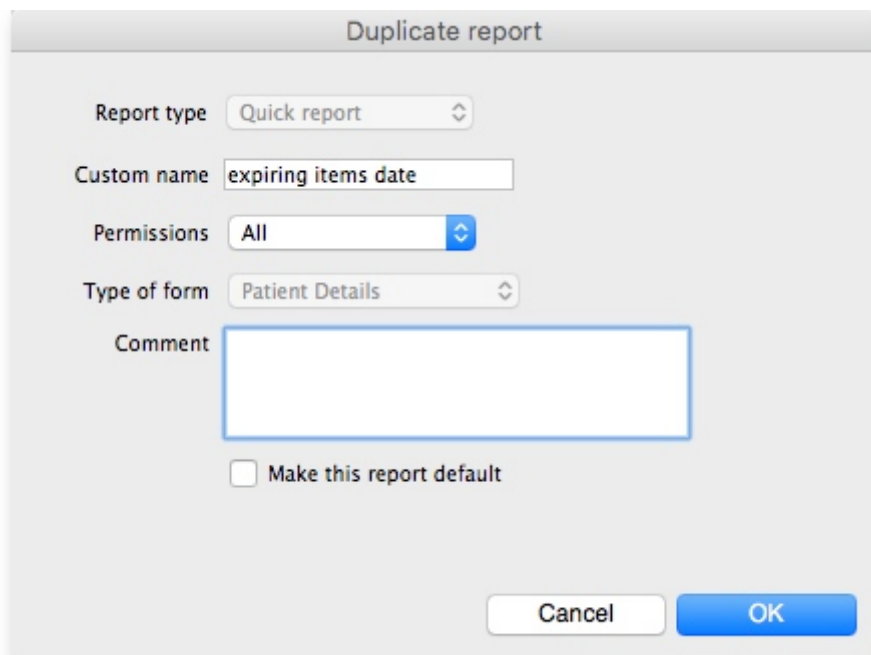 Duplicate report
Report type Quick report
Custom name expiring items date
Permissions All
Type of form Patient Details
Comment
Make this report default
Cancel OK